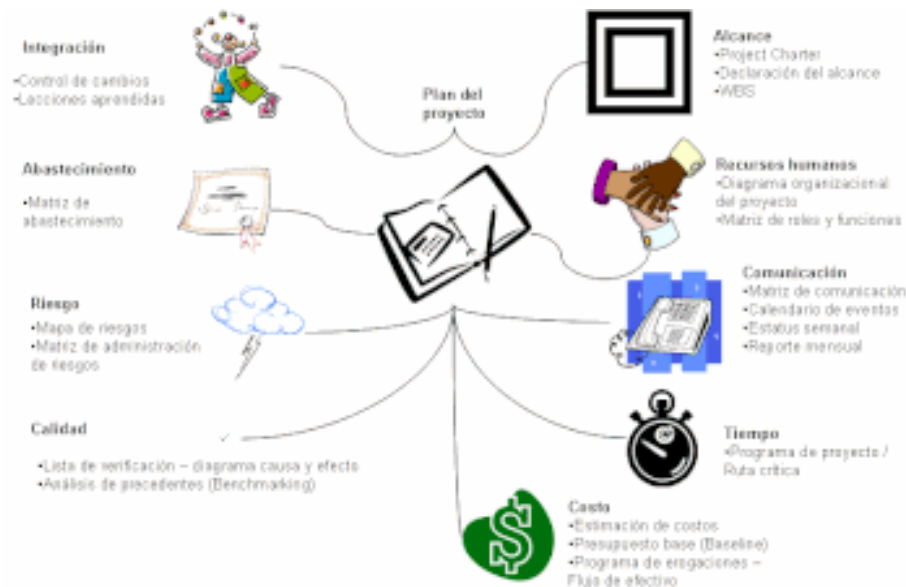 Integración
•Control de cambios
•Lecciones aprendidas
Plan del
proyecto
Alcance
•Project Charter
•Declaración del alcance
•WBS
Abastecimiento
•Matriz de
abastecimiento
Recursos humanos
•Diagrama organizacional
del proyecto
•Matriz de roles y funciones
Riesgo
•Mapa de riesgos
•Matriz de administración
de riesgos
Comunicación
•Matriz de comunicación
•Calendario de eventos
•Estatus semanal
•Reporte mensual
Calidad
•Lista de verificación – diagrama causa y efecto
•Análisis de precedentes (Benchmarking)
Tiempo
•Programa de proyecto /
Ruta crítica
Costo
•Estimación de costos
•Presupuesto base (Baseline)
•Programa de erogaciones –
Flujo de efectivo